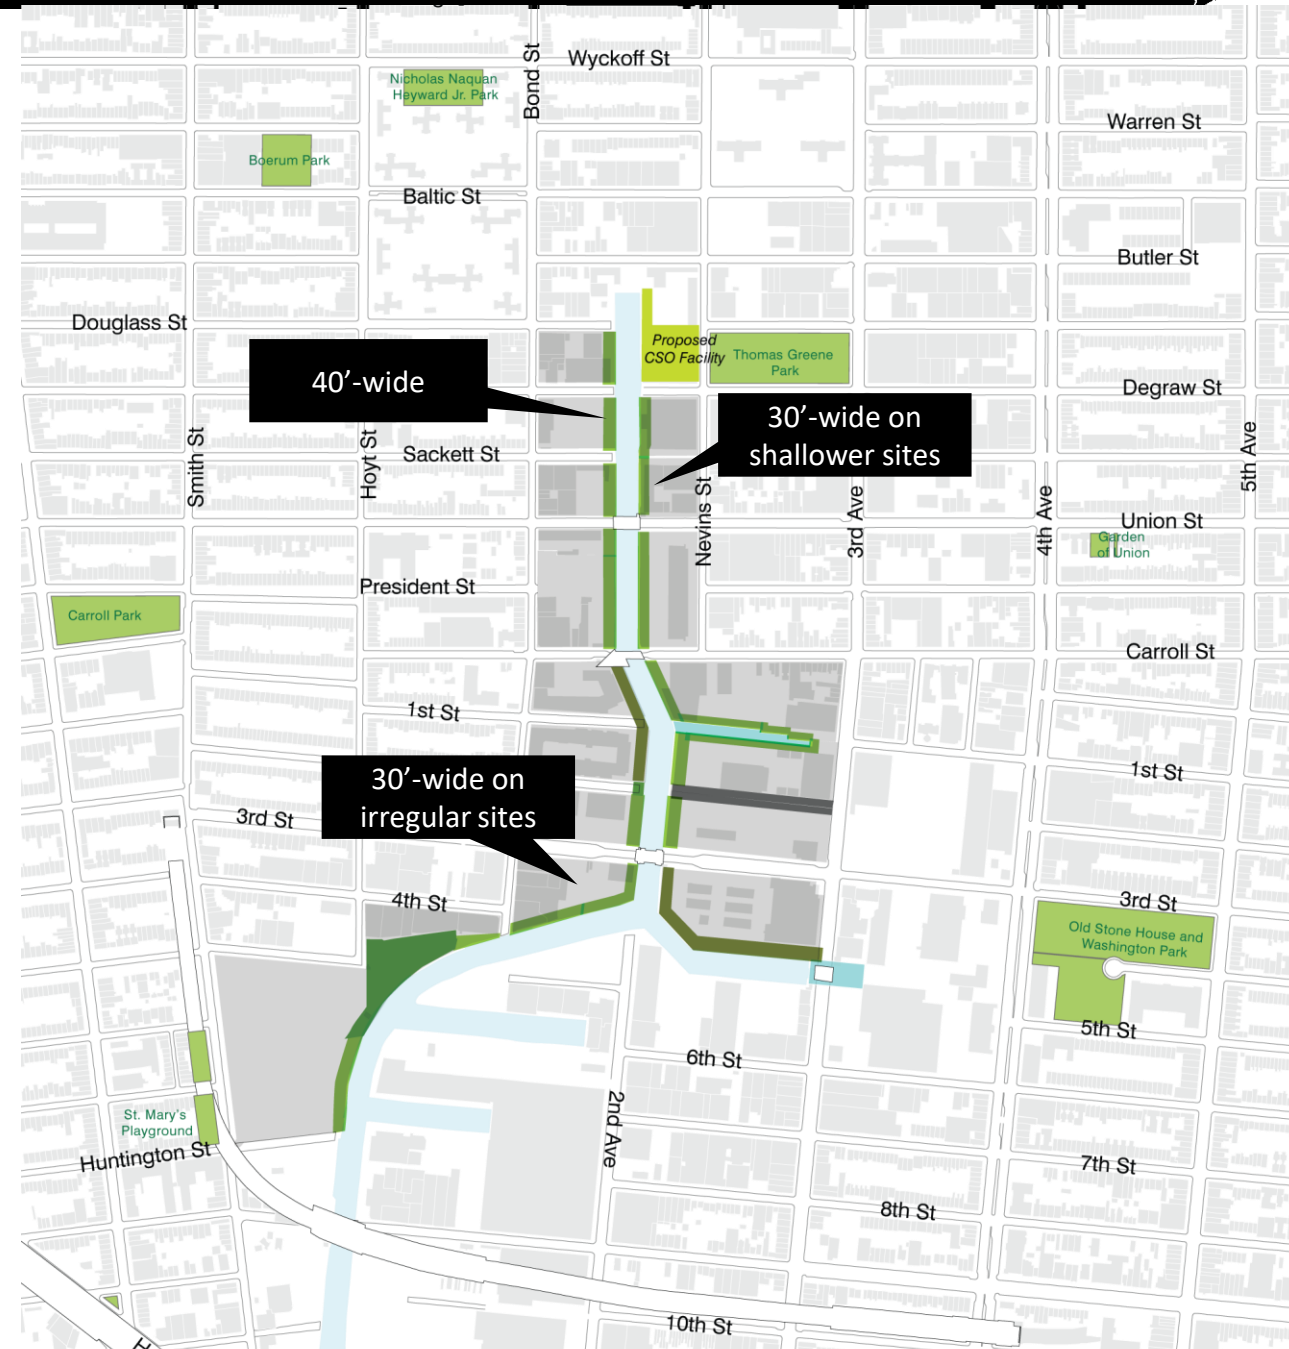 Wyckoff St
Bond St
Nicholas Naquan
Heyward Jr. Park
Warren St
Boerum Park
Baltic St
Butler St
Douglass St
Proposed
CSO Facility
Thomas Greene
Park
40’-wide
Degraw St
30’-wide on
shallower sites
Smith St
Hoyt St
Sackett St
5th Ave
Nevins St
3rd Ave
4th Ave
Union St
Garden
of Union
President St
Carroll Park
Carroll St
1st St
1st St
30’-wide on
irregular sites
3rd St
4th St
3rd St
Old Stone House and
Washington Park
5th St
6th St
2nd Ave
St. Mary's
Playground
Huntington St
7th St
8th St
10th St